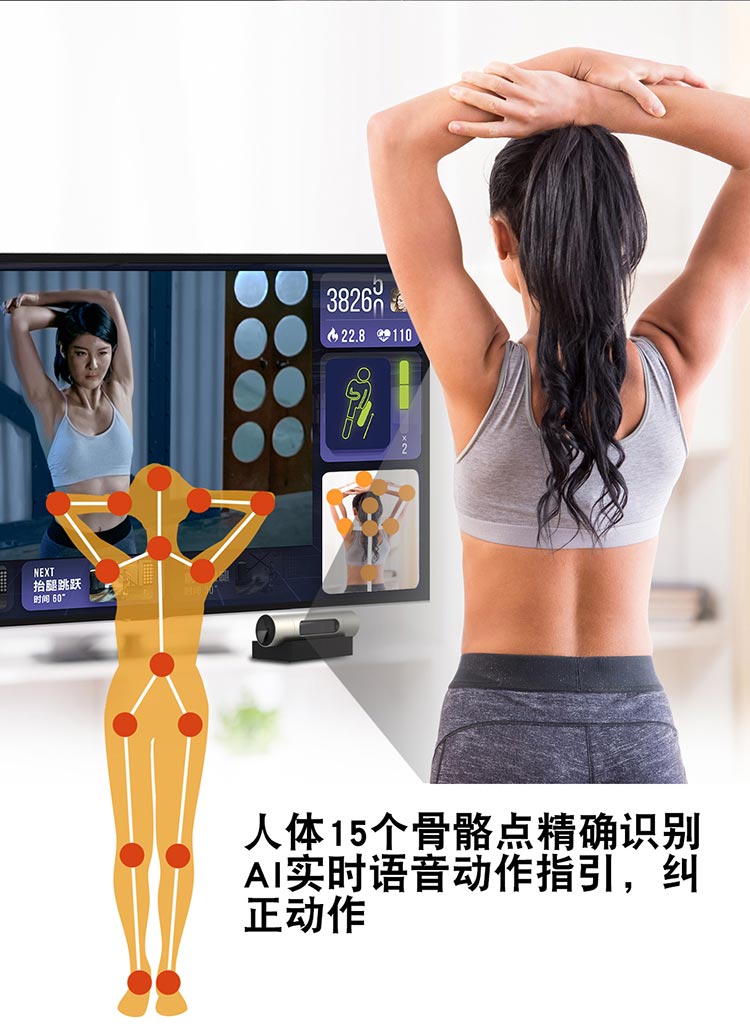 3826
22.8 110
x2
NEXT
抬腿跳跃
时间 60"
人体15个骨骼点精确识别
AI实时语音动作指引，纠
正动作